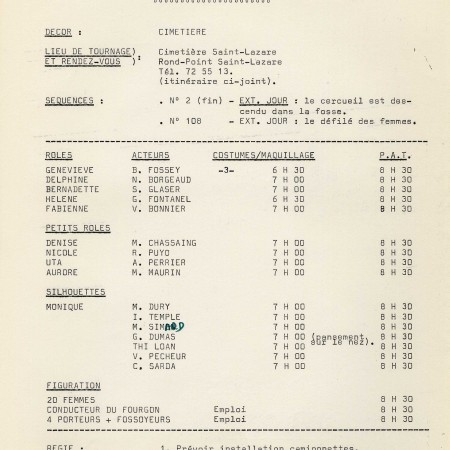 DECOR : CIMETIERE
LIEU DE TOURNAGE) Cimetière Saint-Lazare
ET RENDEZ-VOUS ) : Rond-Point Saint-Lazare
Tél. 72 55 13.
(itinéraire ci-joint).
SEQUENCES : . N° 2 (fin) - EXT. JOUR : le cercueil est des-
cendu dans la fosse.
. N° 108 - EXT. JOUR : le défilé des femmes.
ROLES ACTEURS COSTUMES/MAQUILLAGE P.A.T.
GENEVIEVE B. FOSSEY -3- 6 H 30 8 H 30
DELPHINE N. BORGEAUD 7 H 00 8 H 30
BERNADETTE S. GLASER 7 H 00 8 H 30
HELENE G. FONTANEL 6 H 30 8 H 30
FABIENNE V. BONNIER 7 H 00 8 H 30
PETITS ROLES
DENISE M. CHASSAING 7 H 00 8 H 30
NICOLE R. PUYO 7 H 00 8 H 30
UTA A. PERRIER 7 H 00 8 H 30
AURORE M. MAURIN 7 H 00 8 H 30
SILHOUETTES
MONIQUE M. DURY 7 H 00 8 H 30
I. TEMPLE 7 H 00 8 H 30
M. 7 H 00 8 H 30
G. DUMAS 7 H 00 (pansement 8 H 30
sur le nez).
THI LOAN 7 H 00 8 H 30
V. PECHEUR 7 H 00 8 H 30
C. SARDA 7 H 00 8 H 30
FIGURATION
20 FEMMES 8 H 30
CONDUCTEUR DU FOURGON Emploi 8 H 30
4 PORTEURS + FOSSOYEURS Emploi 8 H 30
REGIE : 1. Prévoir installation camionnettes.